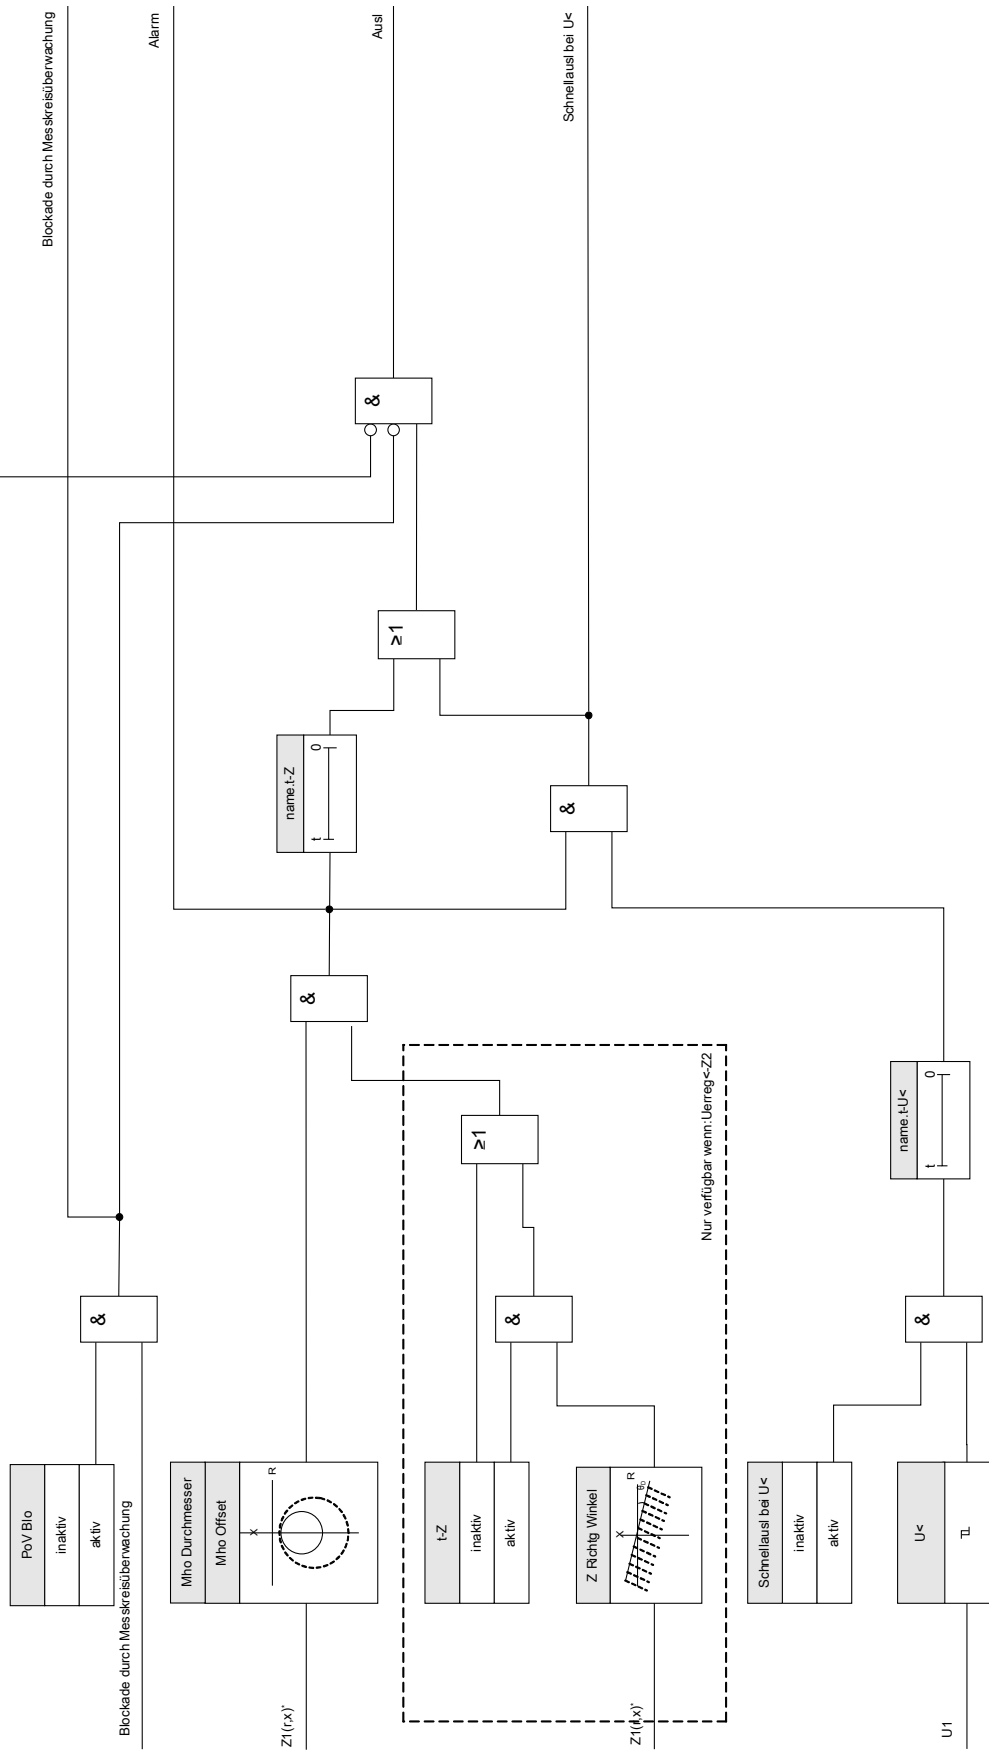 Blockade durch Messkreisüberwachung
Alarm
Ausl
Schnellausl bei U<
&
≥1
name.t-Z
t
0
&
&
name.t-U<
t
0
≥1
Nur verfügbar wenn:Uerreg<-Z2
&
&
&
PoV Blo
inaktiv
aktiv
Blockade durch Messkreisüberwachung
Mho Durchmesser
Mho Offset
X
R
t-Z
inaktiv
aktiv
Z Richtg Winkel
X
R
Schnellausl bei U<
inaktiv
aktiv
U<
Z1(r,x)'
Z1(r,x)'
U1